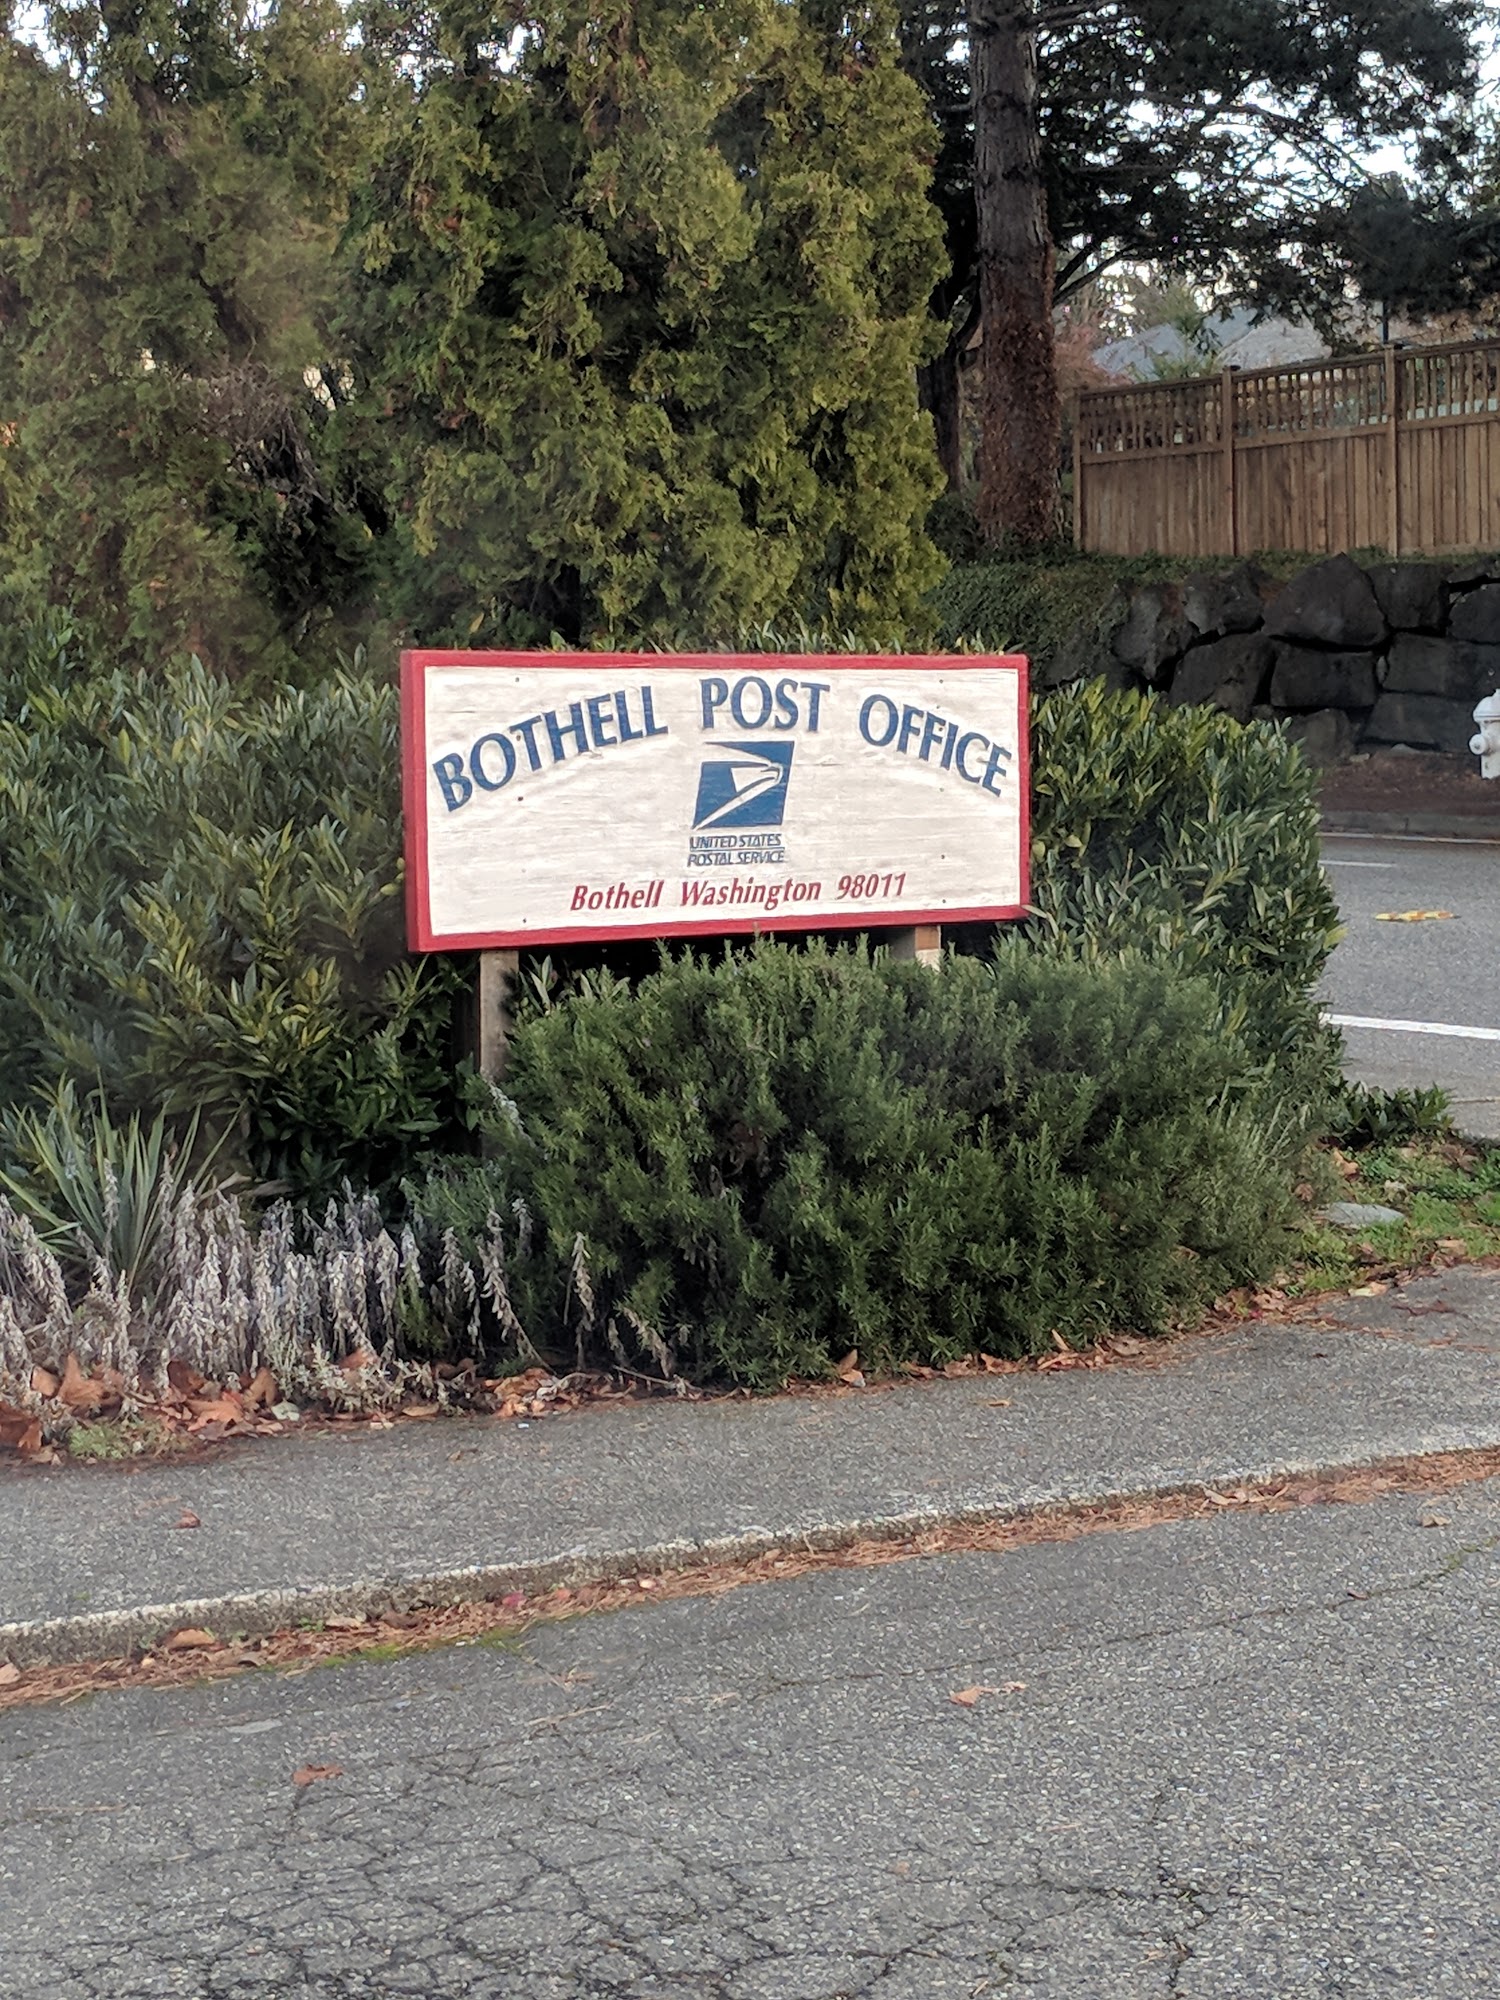 BOTHELL POST OFFICE
UNITED STATES
POSTAL SERVICE
Bothell Washington 98011